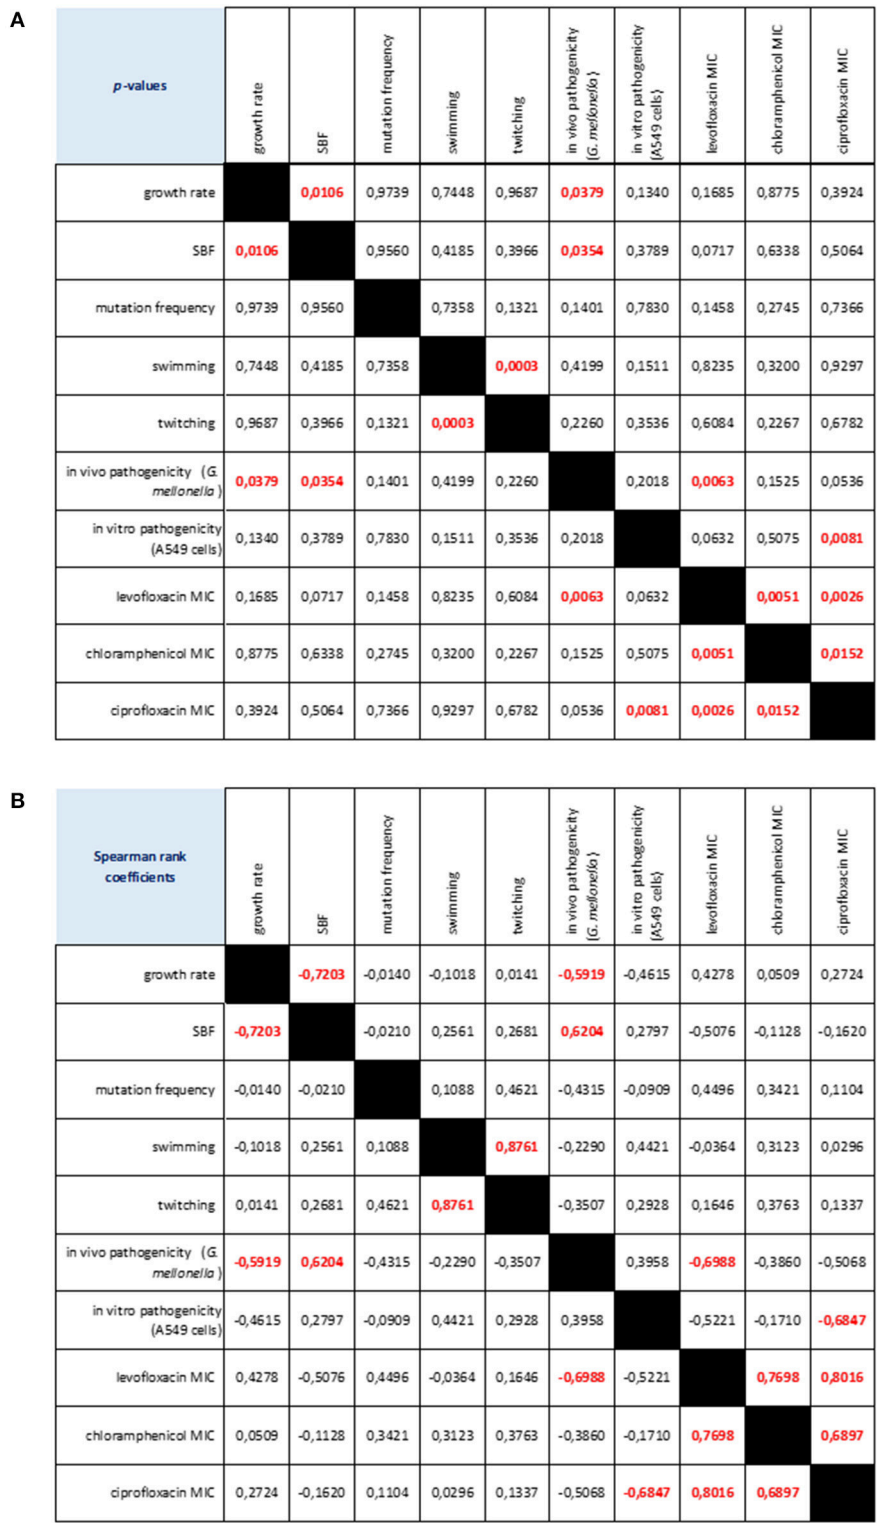 A
p-values
growth rate
SBF
mutation frequency
swimming
twitching
in vivo pathogenicity
(G. mellonella)
in vitro pathogenicity
(A549 cells)
levofloxacin MIC
chloramphenicol MIC
ciprofloxacin MIC
growth rate 0,0106 0,9739 0,7448 0,9687 0,0379 0,1340 0,1685 0,8775 0,3924
SBF 0,0106 0,9560 0,4185 0,3966 0,0354 0,3789 0,0717 0,6338 0,5064
mutation frequency 0,9739 0,9560 0,7358 0,1321 0,1401 0,7830 0,1458 0,2745 0,7366
swimming 0,7448 0,4185 0,7358 0,0003 0,4199 0,1511 0,8235 0,3200 0,9297
twitching 0,9687 0,3966 0,1321 0,0003 0,2260 0,3536 0,6084 0,2267 0,6782
in vivo pathogenicity (G.
mellonella) 0,0379 0,0354 0,1401 0,4199 0,2260 0,2018 0,0063 0,1525 0,0536
in vitro pathogenicity
(A549 cells) 0,1340 0,3789 0,7830 0,1511 0,3536 0,2018 0,0632 0,5075 0,0081
levofloxacin MIC 0,1685 0,0717 0,1458 0,8235 0,6084 0,0063 0,0632 0,0051 0,0026
chloramphenicol MIC 0,8775 0,6338 0,2745 0,3200 0,2267 0,1525 0,5075 0,0051 0,0152
ciprofloxacin MIC 0,3924 0,5064 0,7366 0,9297 0,6782 0,0536 0,0081 0,0026 0,0152
B
Spearman rank
coefficients
growth rate
SBF
mutation frequency
swimming
twitching
in vivo pathogenicity
(G. mellonella)
in vitro pathogenicity
(A549 cells)
levofloxacin MIC
chloramphenicol MIC
ciprofloxacin MIC
growth rate -0,7203 -0,0140 -0,1018 0,0141 -0,5919 -0,4615 0,4278 0,0509 0,2724
SBF -0,7203 -0,0210 0,2561 0,2681 0,6204 0,2797 -0,5076 -0,1128 -0,1620
mutation frequency -0,0140 -0,0210 0,1088 0,4621 -0,4315 -0,0909 0,4496 0,3421 0,1104
swimming -0,1018 0,2561 0,1088 0,8761 -0,2290 0,4421 -0,0364 0,3123 0,0296
twitching 0,0141 0,2681 0,4621 0,8761 -0,3507 0,2928 0,1646 0,3763 0,1337
in vivo pathogenicity (G.
mellonella) -0,5919 0,6204 -0,4315 -0,2290 -0,3507 0,3958 -0,6988 -0,3860 -0,5068
in vitro pathogenicity
(A549 cells) -0,4615 0,2797 -0,0909 0,4421 0,2928 0,3958 -0,5221 -0,1710 -0,6847
levofloxacin MIC 0,4278 -0,5076 0,4496 -0,0364 0,1646 -0,6988 -0,5221 0,7698 0,8016
chloramphenicol MIC 0,0509 -0,1128 0,3421 0,3123 0,3763 -0,3860 -0,1710 0,7698 0,6897
ciprofloxacin MIC 0,2724 -0,1620 0,1104 0,0296 0,1337 -0,5068 -0,6847 0,8016 0,6897